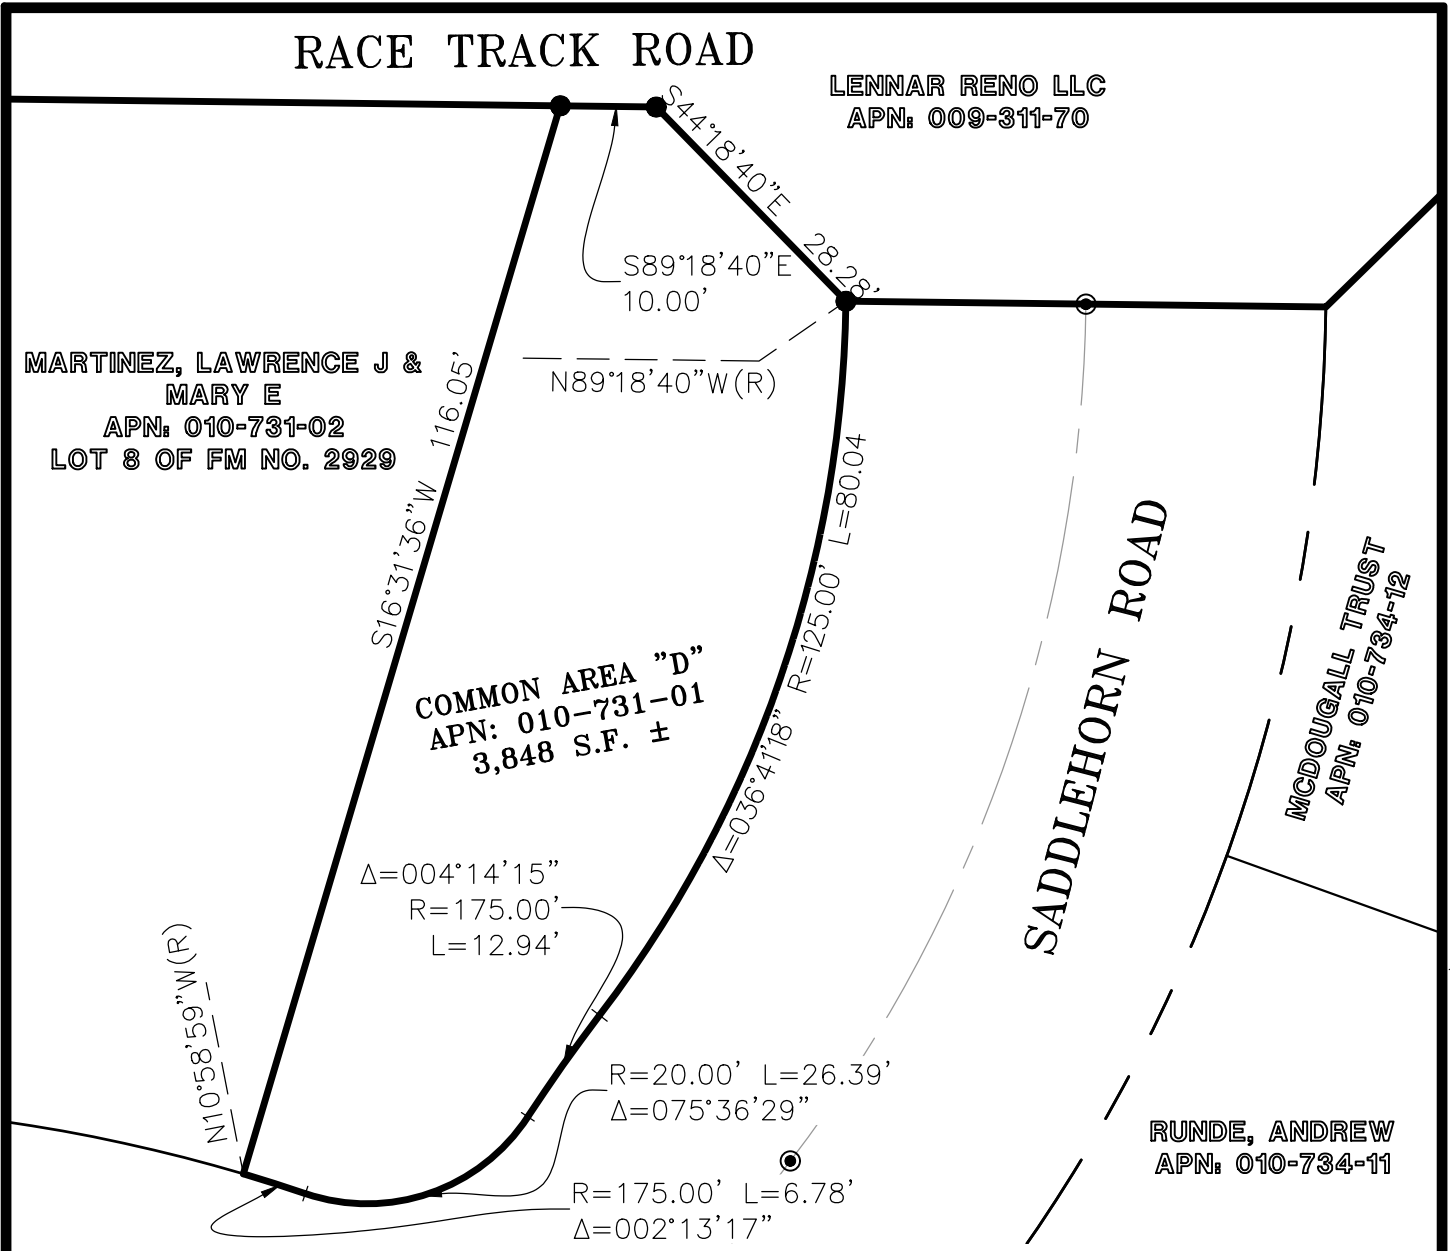 RACE TRACK ROAD
LENNAR RENO LLC
APN: 009-311-70
S44°18'40"E 28.28'
S89°18'40"E
10.00'
N89°18'40"W(R)
MARTINEZ, LAWRENCE J &
MARY E
APN: 010-731-02
LOT 8 OF FM NO. 2929
S16°31'36"W 116.05'
Δ=036°41'18" R=125.00' L=80.04
SADDLEHORN ROAD
MCDOUGALL TRUST
APN: 010-734-12
COMMON AREA "D"
APN: 010-731-01
3,848 S.F. ±
Δ=004°14'15"
R=175.00'
L=12.94'
N10°58'59"W(R)
R=20.00' L=26.39'
Δ=075°36'29"
RUNDE, ANDREW
APN: 010-734-11
R=175.00' L=6.78'
Δ=002°13'17"